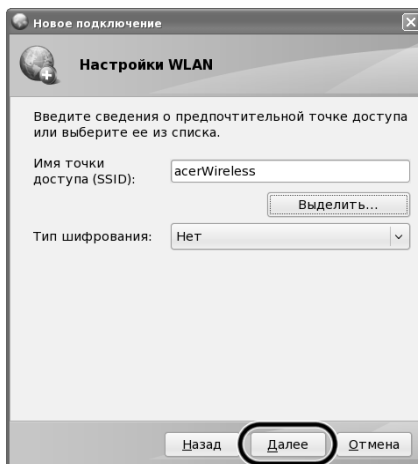 Новое подключение
Настройки WLAN
Введите сведения о предпочтительной точке доступа
или выберите ее из списка.
Имя точки
доступа (SSID):
acerWireless
Выделить...
Тип шифрования:
Нет
Назад
Далее
Отмена